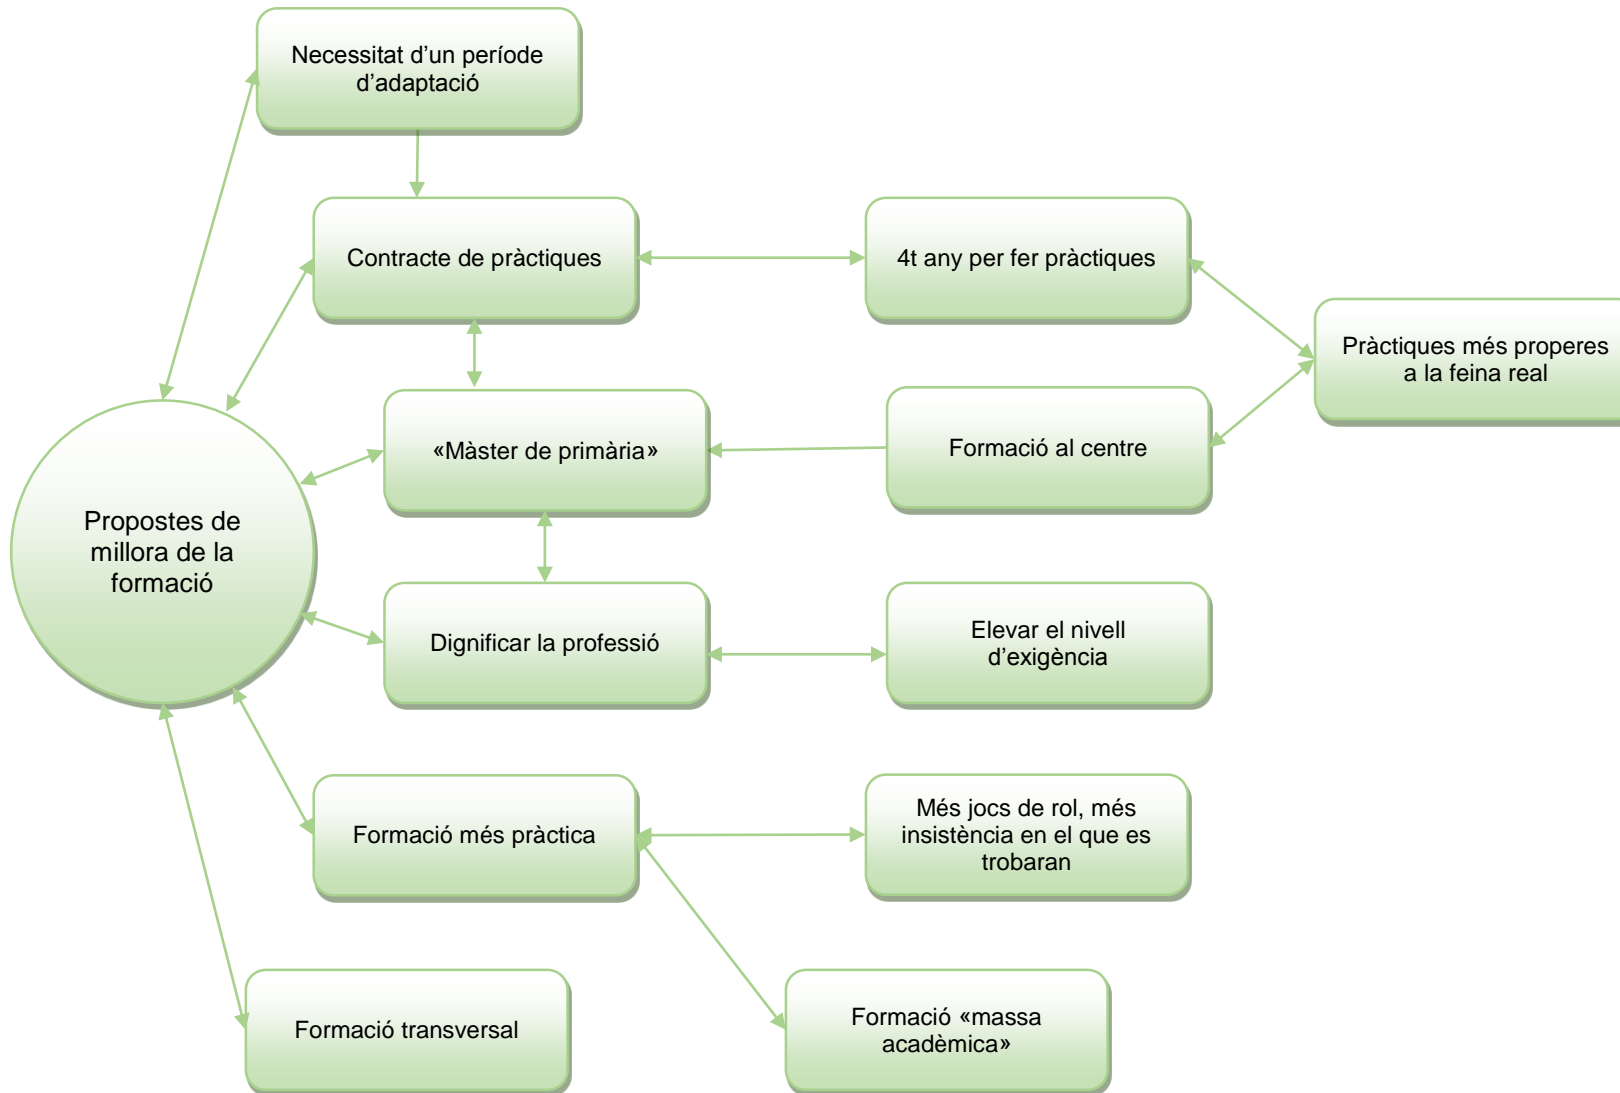 Necessitat d’un període
d’adaptació
Contracte de pràctiques
4t any per fer pràctiques
Pràctiques més properes
a la feina real
«Màster de primària»
Formació al centre
Propostes de
millora de la
formació
Dignificar la professió
Elevar el nivell
d’exigència
Formació més pràctica
Més jocs de rol, més
insistència en el que es
trobaran
Formació transversal
Formació «massa
acadèmica»